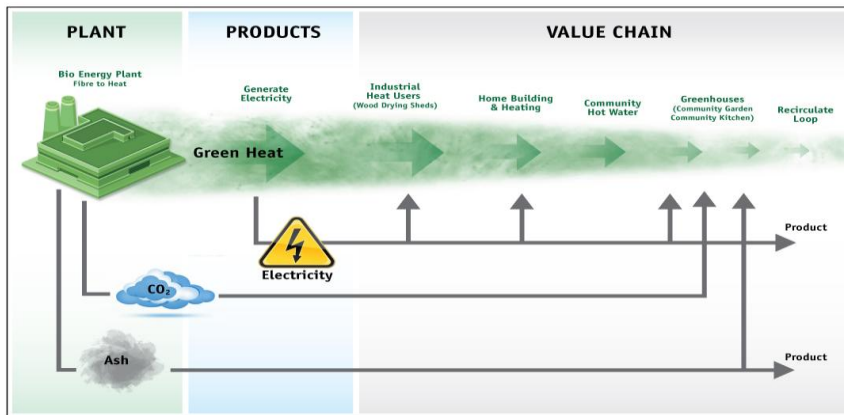 PLANT
PRODUCTS
VALUE CHAIN
Bio Energy Plant
Fibre to Heat
Generate
Electricity
Industrial
Heat Users
(Wood Drying Sheds)
Home Building
& Heating
Community
Hot Water
Greenhouses
(Community Garden
Community Kitchen)
Recirculate
Loop
Green Heat
Electricity
Product
CO₂
Ash
Product